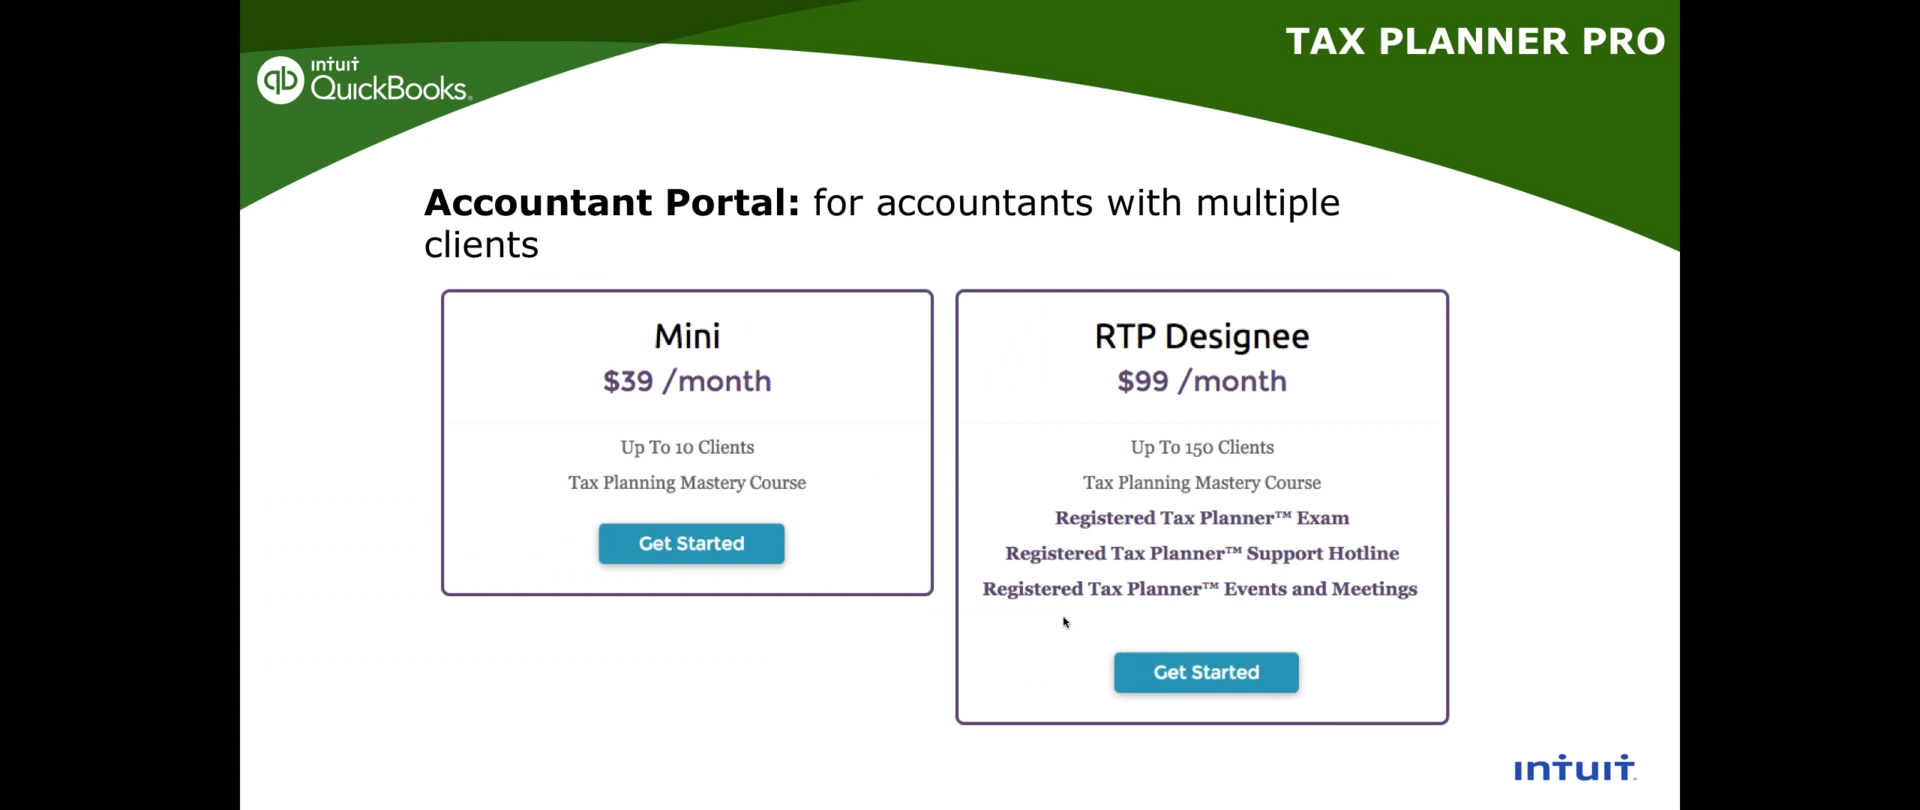 TAX PLANNER PRO
qb
intuit
QuickBooks.
Accountant Portal: for accountants with multiple
clients
Mini
$39 /month
Up To 10 Clients
Tax Planning Mastery Course
Get Started
RTP Designee
$99 /month
Up To 150 Clients
Tax Planning Mastery Course
Registered Tax Planner™ Exam
Registered Tax Planner™ Support Hotline
Registered Tax Planner™ Events and Meetings
Get Started
intuit.